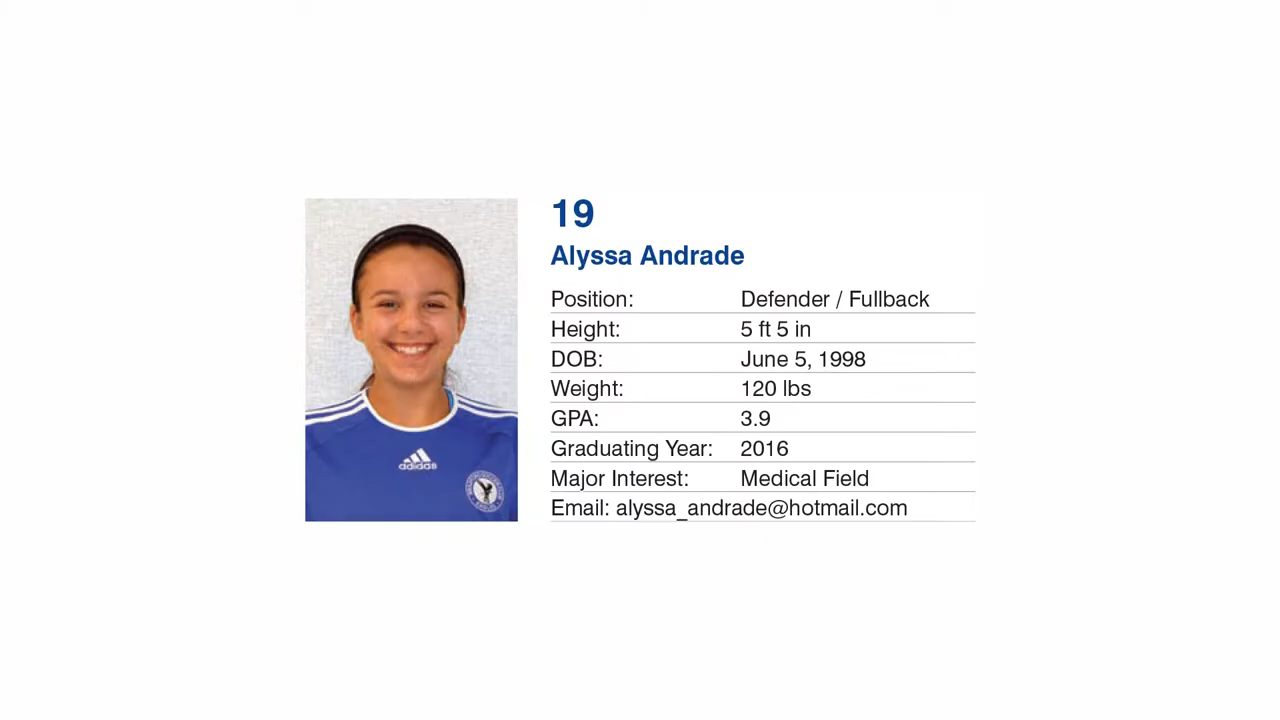 19
Alyssa Andrade
Position: Defender / Fullback
Height: 5 ft 5 in
DOB: June 5, 1998
Weight: 120 lbs
GPA: 3.9
Graduating Year: 2016
Major Interest: Medical Field
Email: alyssa_andrade@hotmail.com
adidas